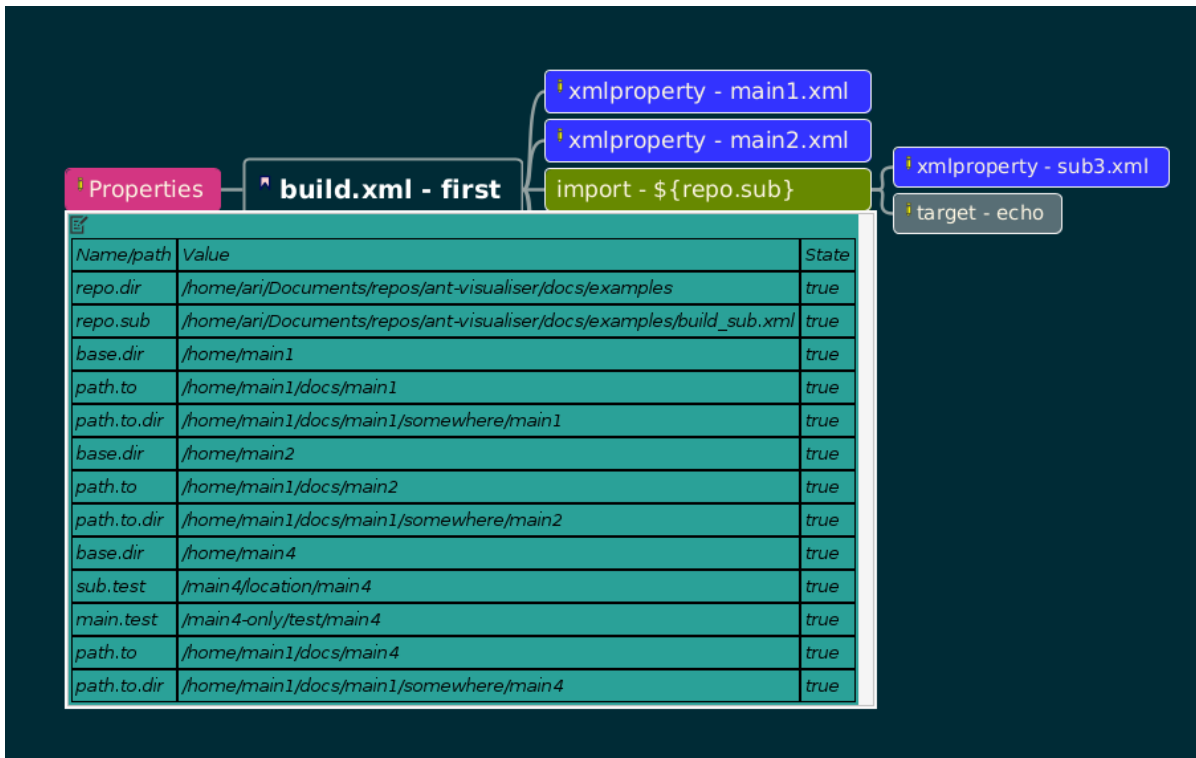 xmlproperty - main1.xml
xmlproperty - main2.xml
Properties
build.xml - first
import - ${repo.sub}
xmlproperty - sub3.xml
target - echo
Name/path Value State
repo.dir /home/ari/Documents/repos/ant-visualiser/docs/examples true
repo.sub /home/ari/Documents/repos/ant-visualiser/docs/examples/build_sub.xml true
base.dir /home/main1 true
path.to /home/main1/docs/main1 true
path.to.dir /home/main1/docs/main1/somewhere/main1 true
base.dir /home/main2 true
path.to /home/main1/docs/main2 true
path.to.dir /home/main1/docs/main1/somewhere/main2 true
base.dir /home/main4 true
sub.test /main4/location/main4 true
main.test /main4-only/test/main4 true
path.to /home/main1/docs/main4 true
path.to.dir /home/main1/docs/main1/somewhere/main4 true